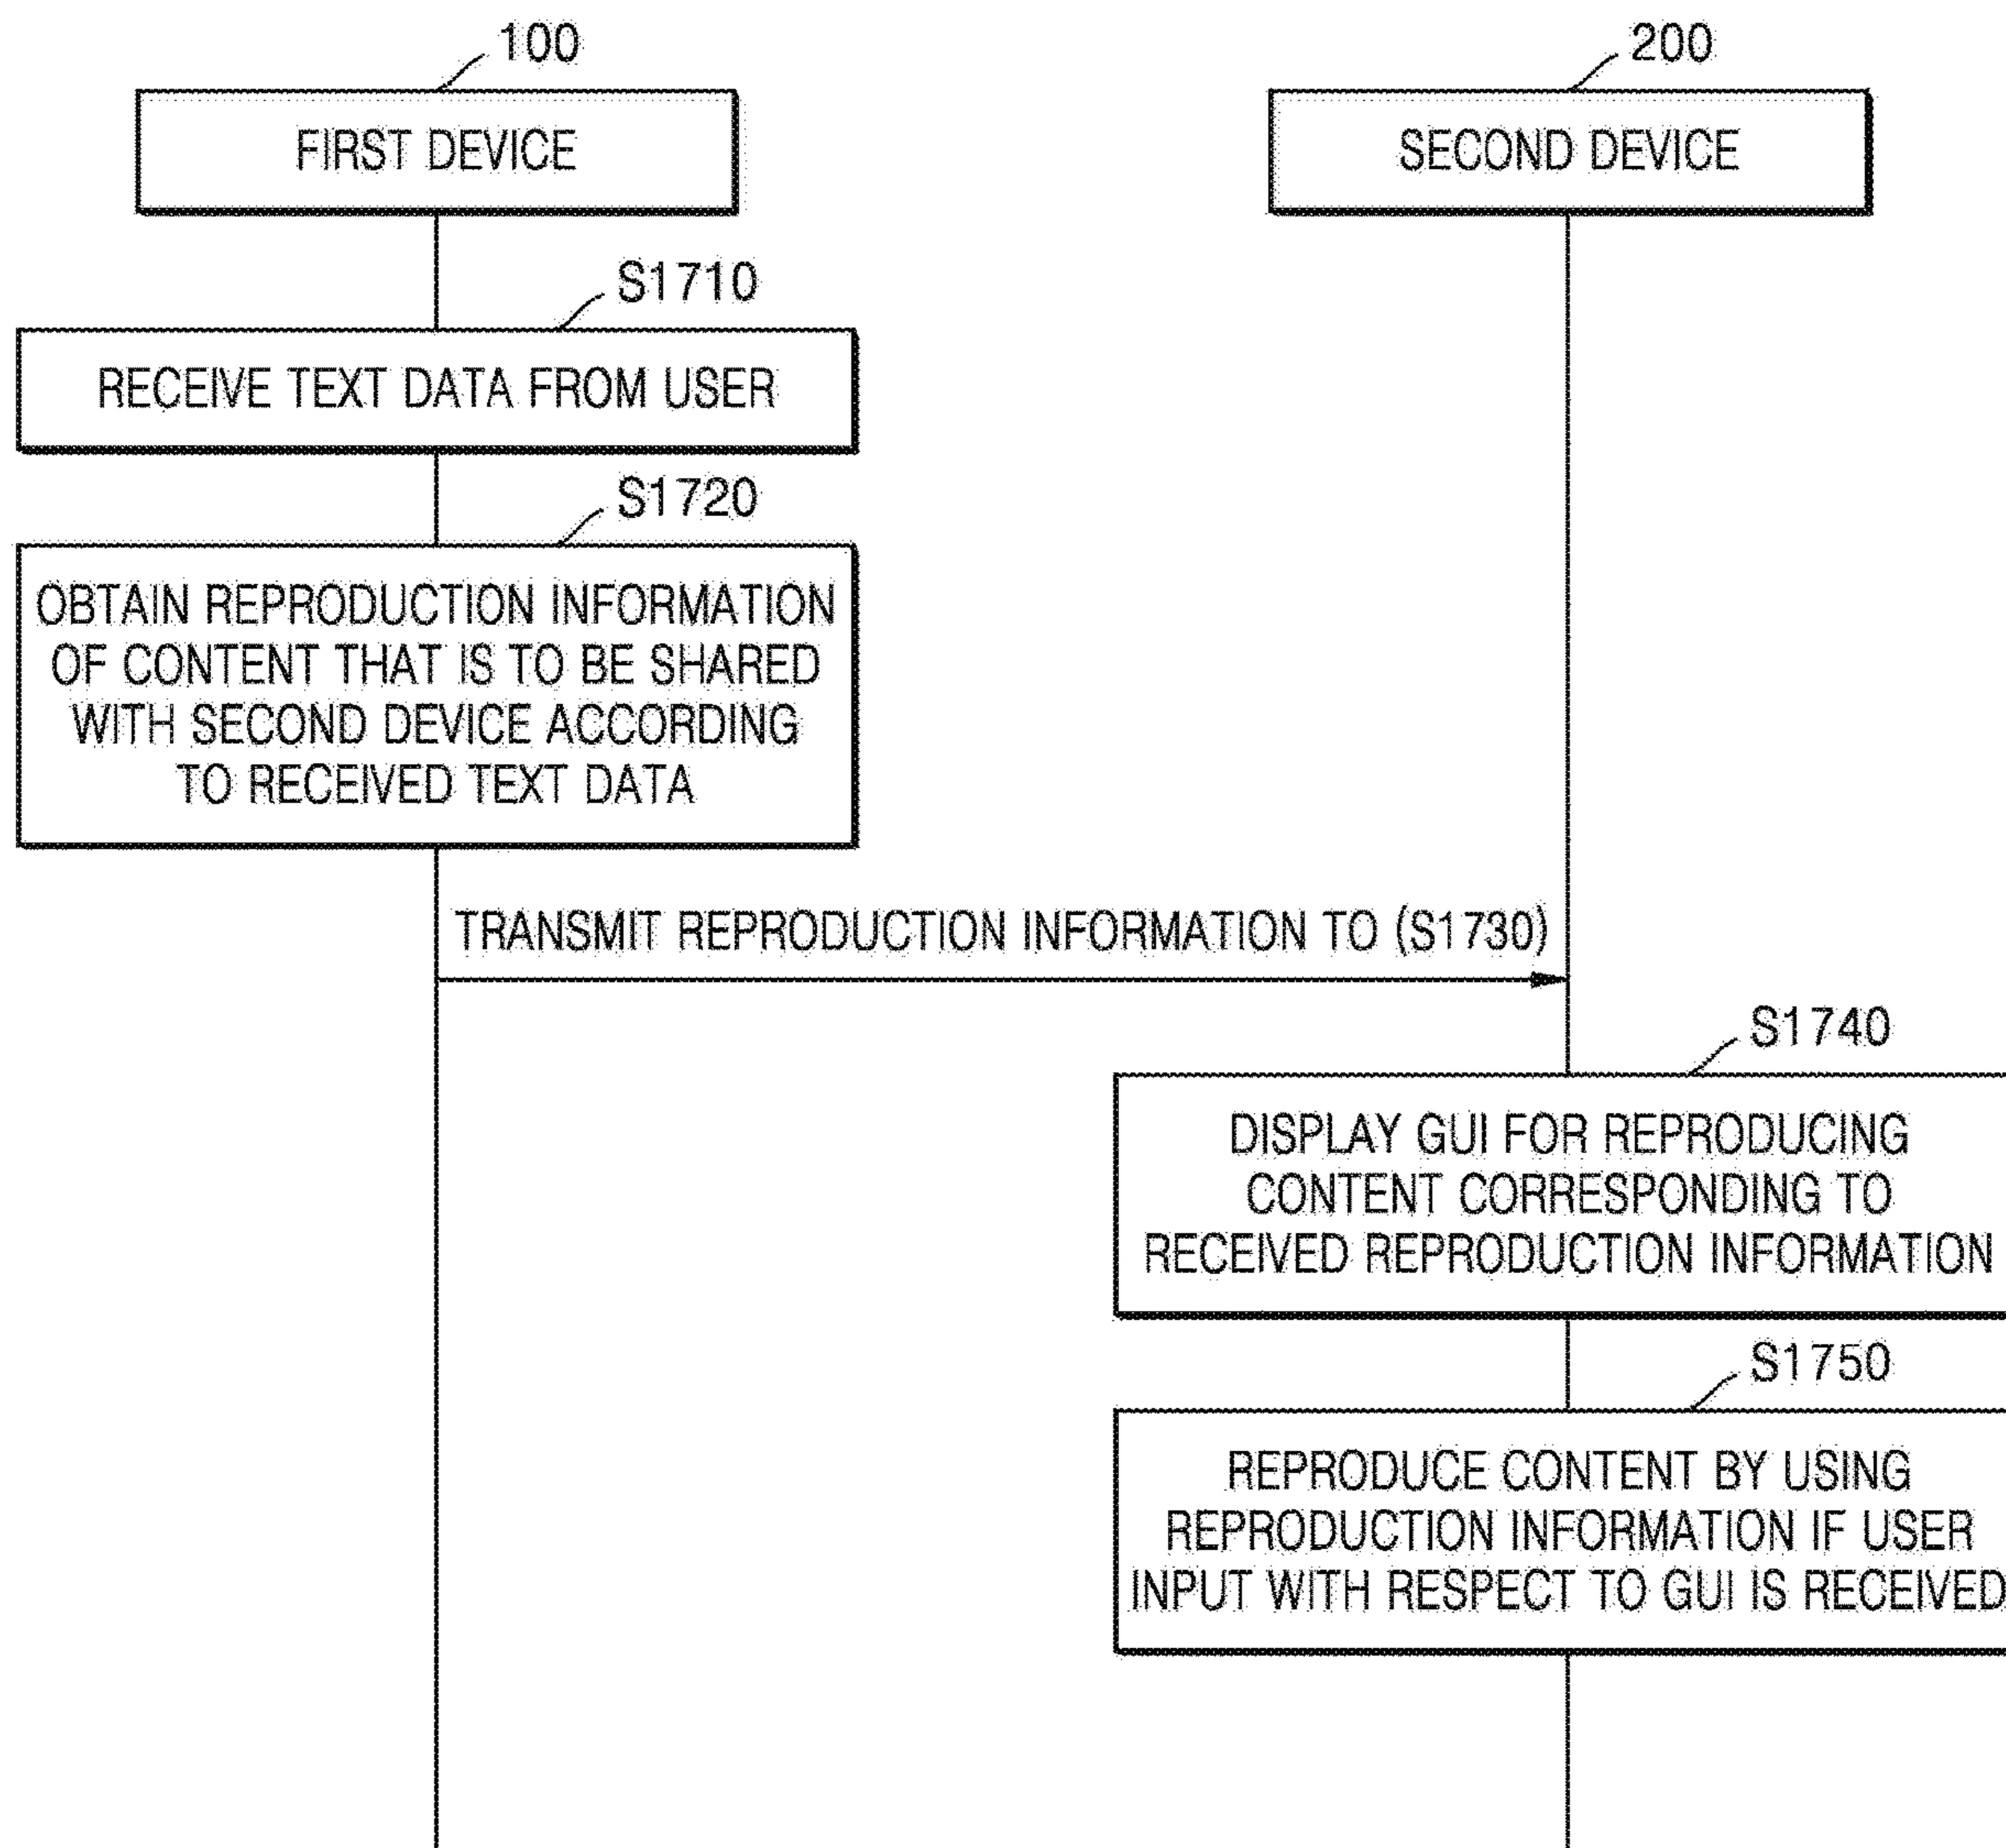 100
200
FIRST DEVICE
SECOND DEVICE
S1710
RECEIVE TEXT DATA FROM USER
S1720
OBTAIN REPRODUCTION INFORMATION
OF CONTENT THAT IS TO BE SHARED
WITH SECOND DEVICE ACCORDING
TO RECEIVED TEXT DATA
TRANSMIT REPRODUCTION INFORMATION TO (S1730)
S1740
DISPLAY GUI FOR REPRODUCING
CONTENT CORRESPONDING TO
RECEIVED REPRODUCTION INFORMATION
S1750
REPRODUCE CONTENT BY USING
REPRODUCTION INFORMATION IF USER
INPUT WITH RESPECT TO GUI IS RECEIVED